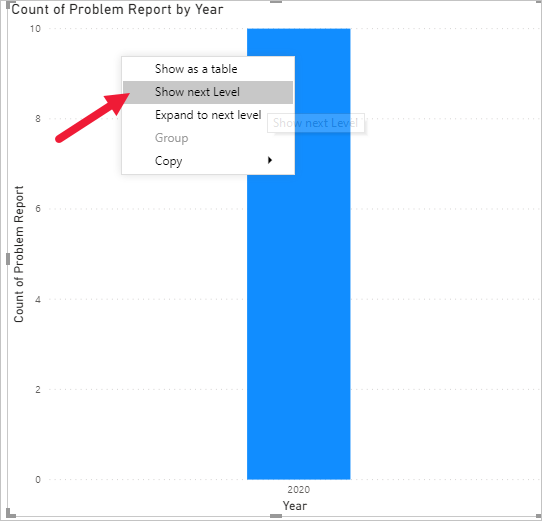 Count of Problem Report by Year
10
Show as a table
Show next Level
Expand to next level
Show next Level
Group
Copy
8
6
4
2
0
Count of Problem Report
2020
Year